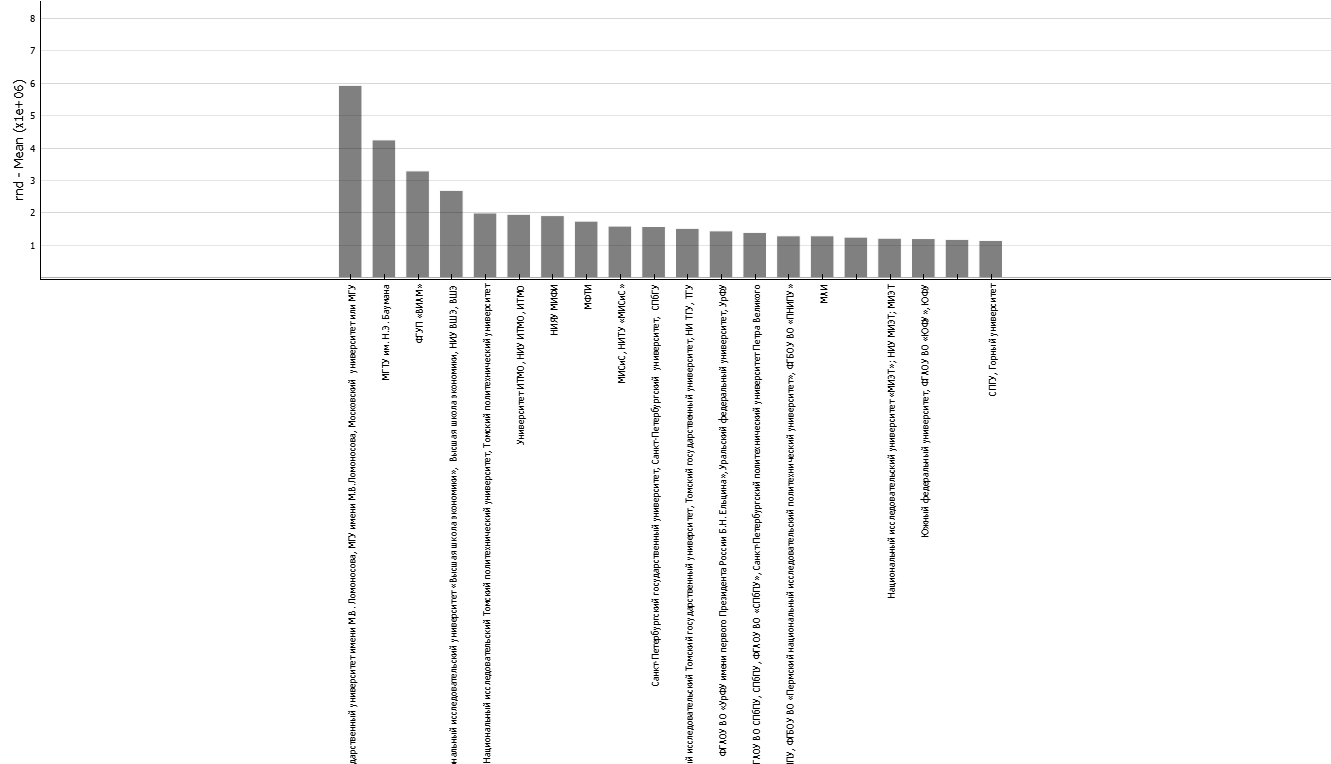 8
7
6
5
4
3
2
1
rnd - Mean (x1e+06)
дарственный университет имени М.В. Ломоносова, МГУ имени М.В.Ломоносова, Московский университет или МГУ
МГТУ им. Н.Э. Баумана
ФГУП «ВИАМ»
нальный исследовательский университет «Высшая школа экономики», Высшая школа экономики, НИУ ВШЭ, ВШЭ
Национальный исследовательский Томский политехнический университет, Томский политехнический университет
Университет ИТМО, НИУ ИТМО, ИТМО
НИЯУ МИФИ
МФТИ
МИСиС, НИТУ «МИСиС»
Санкт-Петербургский государственный университет, Санкт-Петербургский университет, СПбГУ
й исследовательский Томский государственный университет, Томский государственный университет, НИ ТГУ, ТГУ
ФГАОУ ВО «УрФУ имени первого Президента России Б.Н. Ельцина», Уральский федеральный университет, УрФУ
ГАОУ ВО СПбПУ, СПбПУ, ФГАОУ ВО «СПбПУ», Санкт-Петербургский политехнический университет Петра Великого
ИПУ, ФГБОУ ВО «Пермский национальный исследовательский политехнический университет», ФГБОУ ВО «ПНИПУ»
МАИ
Национальный исследовательский университет «МИЭТ»; НИУ МИЭТ; МИЭТ
Южный федеральный университет, ФГАОУ ВО «ЮФУ», ЮФУ
СПГУ, Горный университет